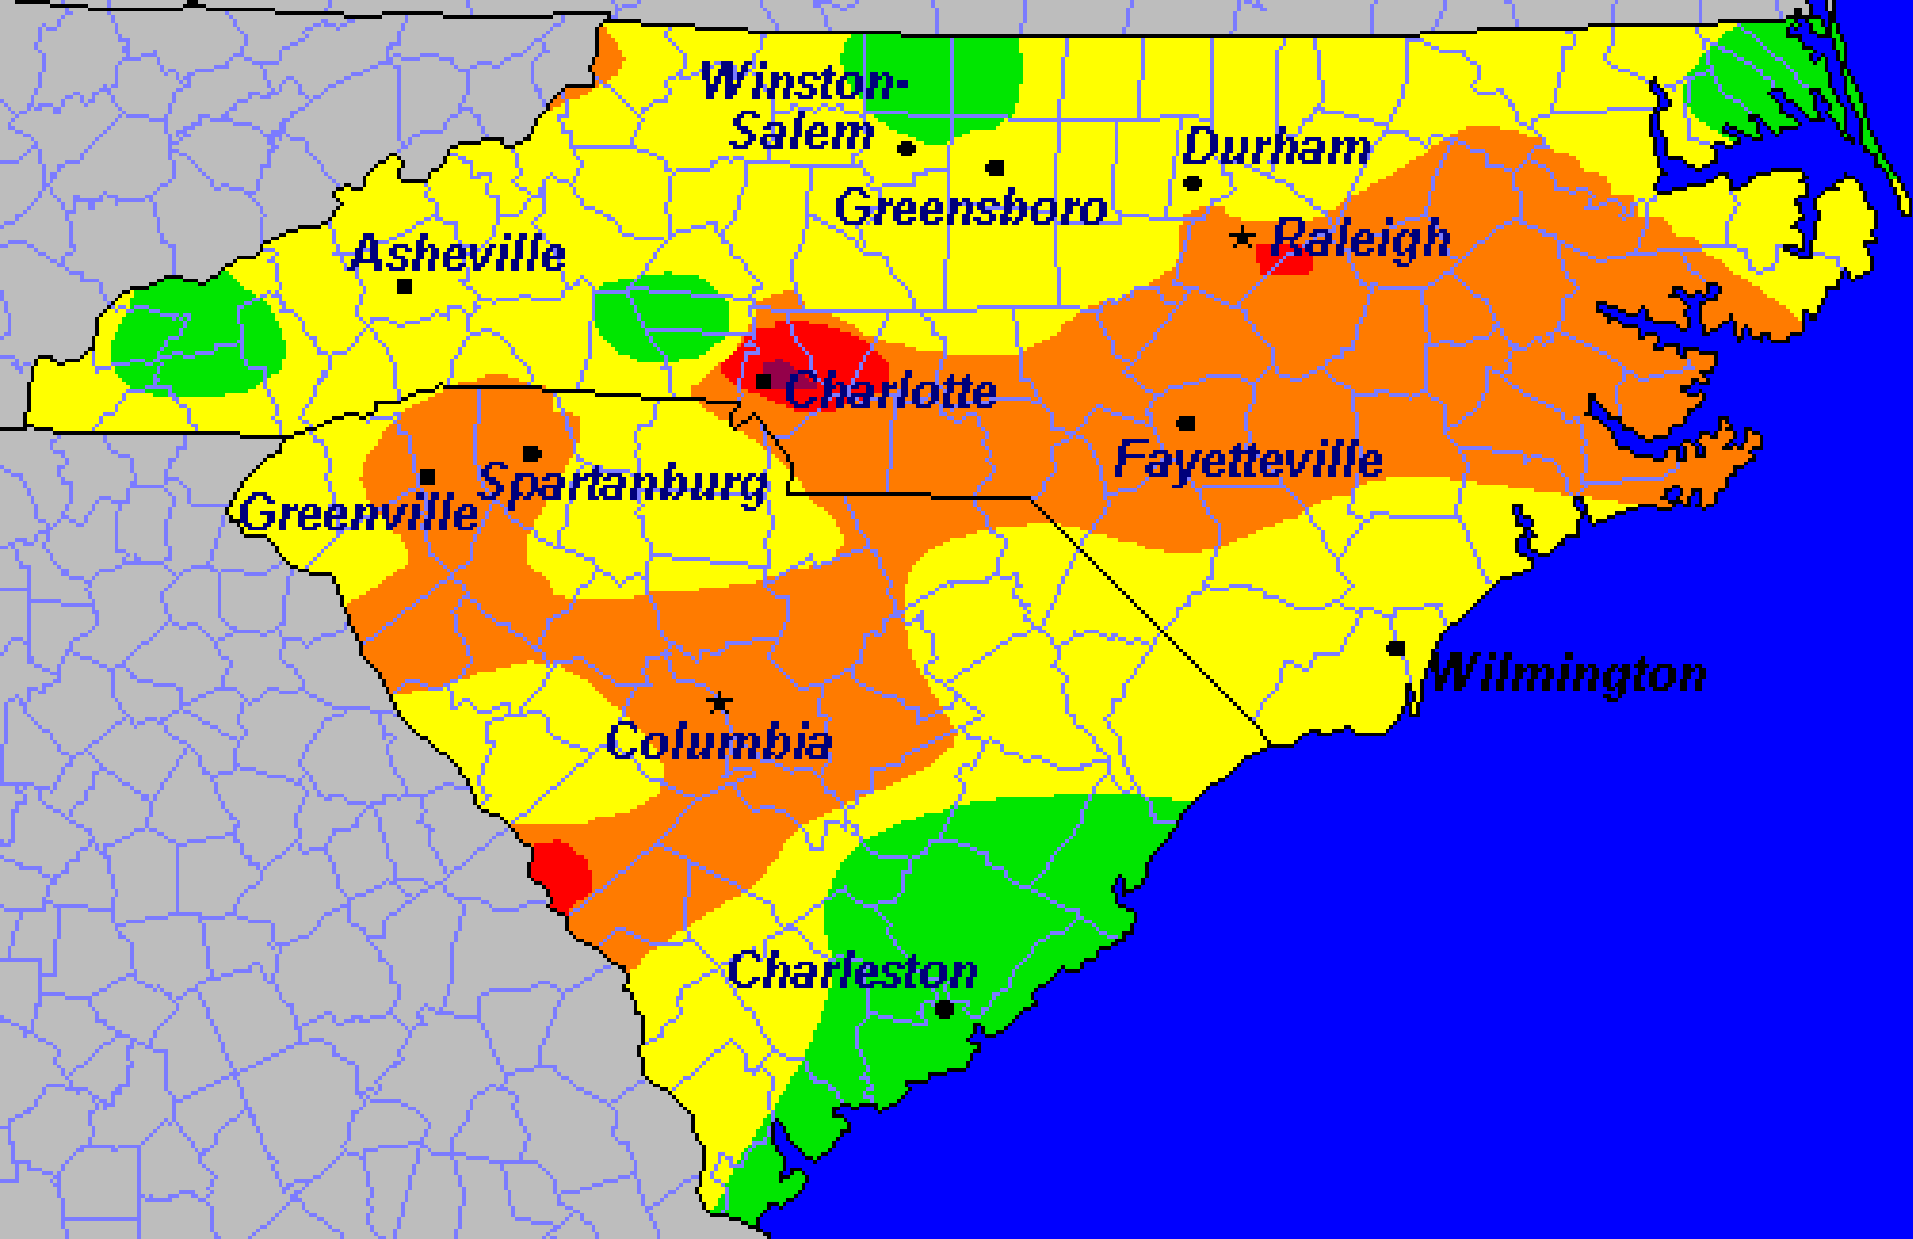 Winston-
Salem
Durham
Greensboro
Raleigh
Asheville
Charlotte
Fayetteville
Spartanburg
Greenville
Wilmington
Columbia
Charleston